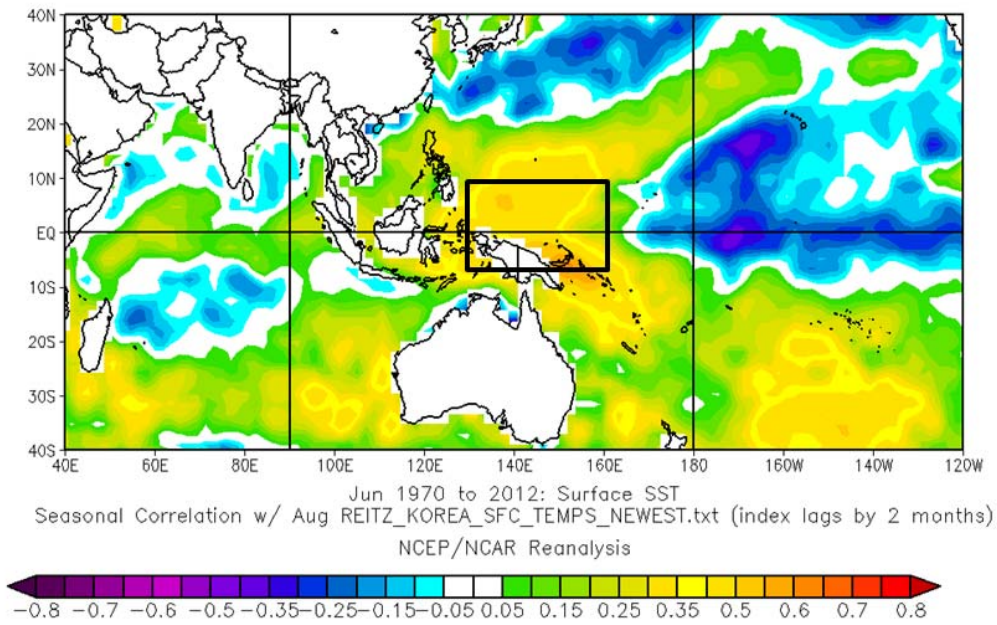 40N
30N
20N
10N
EQ
10S
20S
30S
40S
40E 60E 80E 100E 120E 140E 160E 180 160W 140W 120W
Jun 1970 to 2012: Surface SST
Seasonal Correlation w/ Aug REITZ_KOREA_SFC_TEMPS_NEWEST.txt (index lags by 2 months)
NCEP/NCAR Reanalysis
-0.8 -0.7 -0.6 -0.5 -0.35 -0.25 -0.15 -0.05 0.05 0.15 0.25 0.35 0.5 0.6 0.7 0.8